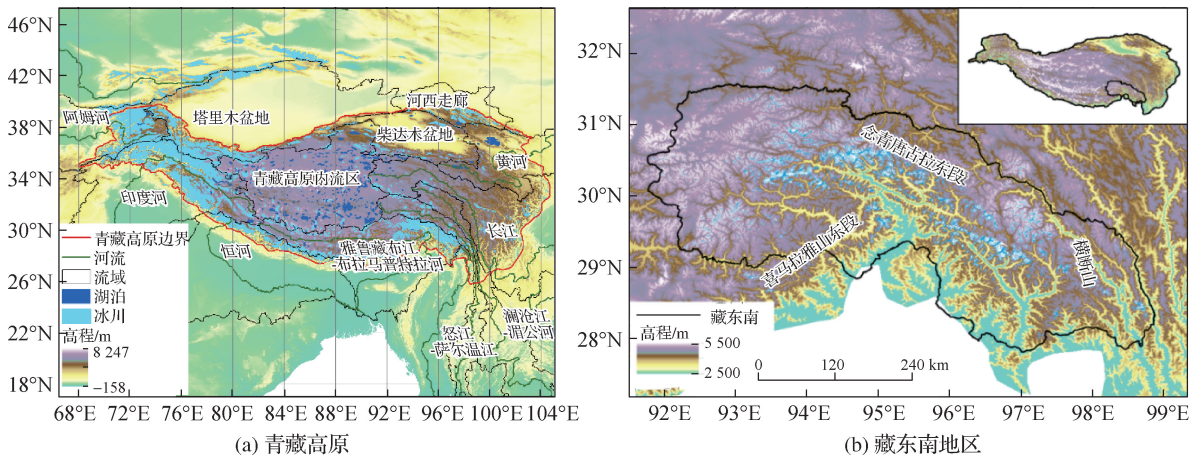 46°N
42°N
38°N
34°N
30°N
26°N
22°N
18°N
阿姆河
塔里木盆地
河西走廊
柴达木盆地
黄河
青藏高原内流区
印度河
长江
恒河
雅鲁藏布江
-布拉马普特拉河
澜沧江
-湄公河
怒江
-萨尔温江
青藏高原边界
河流
流域
湖泊
冰川
高程/m
8 247
-158
68°E 72°E 76°E 80°E 84°E 88°E 92°E 96°E 100°E 104°E
(a) 青藏高原
32°N
31°N
30°N
29°N
28°N
念青唐古拉东段
喜马拉雅山东段
横断山
藏东南
高程/m
5 500
2 500
0 120 240 km
92°E 93°E 94°E 95°E 96°E 97°E 98°E 99°E
(b) 藏东南地区